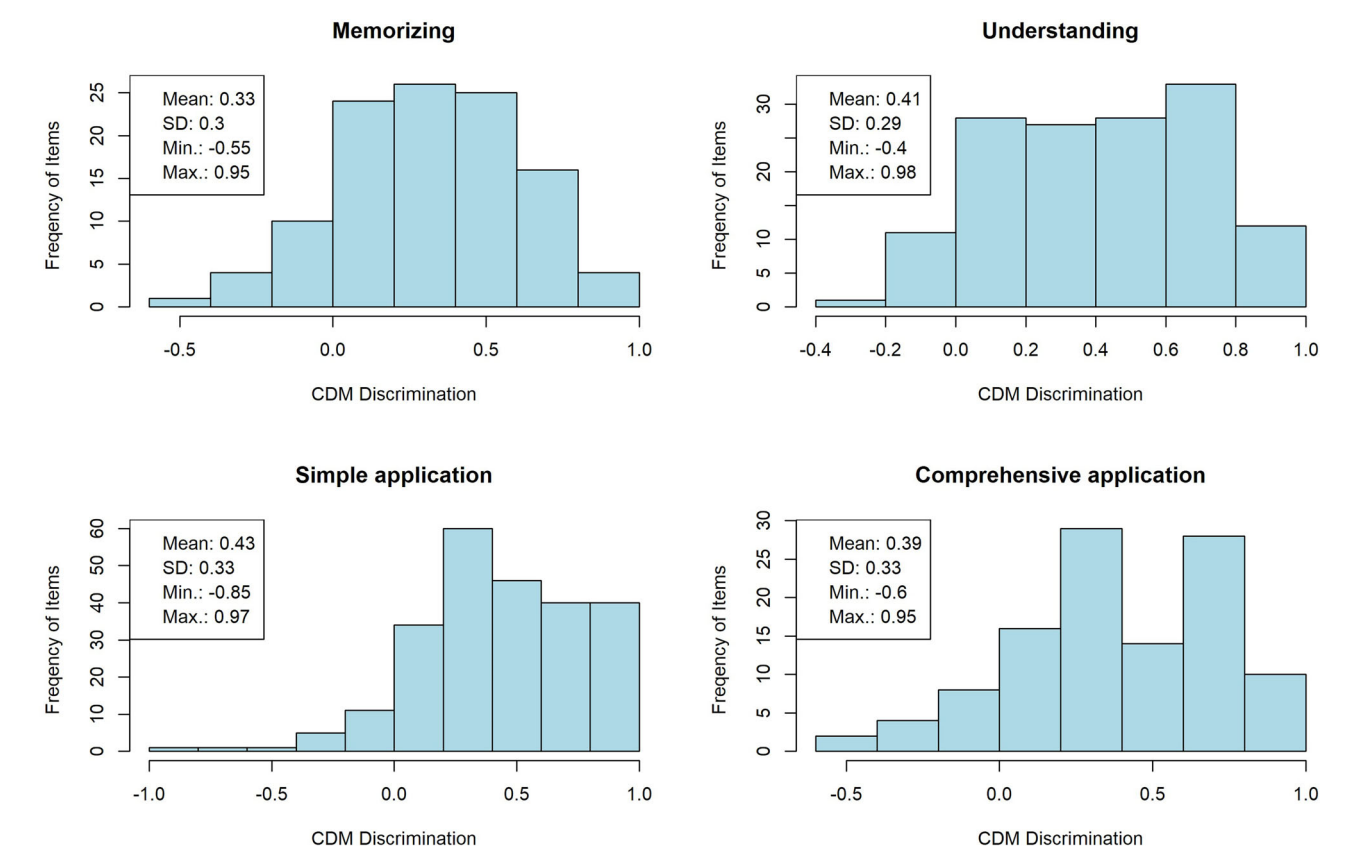 Memorizing
Mean: 0.33
SD: 0.3
Min.: -0.55
Max.: 0.95
Freqency of Items
25
20
15
10
5
0
-0.5 0.0 0.5 1.0
CDM Discrimination
Understanding
Mean: 0.41
SD: 0.29
Min.: -0.4
Max.: 0.98
Freqency of Items
30
20
10
5
0
-0.4 -0.2 0.0 0.2 0.4 0.6 0.8 1.0
CDM Discrimination
Simple application
Mean: 0.43
SD: 0.33
Min.: -0.85
Max.: 0.97
Freqency of Items
60
50
40
30
20
10
0
-1.0 -0.5 0.0 0.5 1.0
CDM Discrimination
Comprehensive application
Mean: 0.39
SD: 0.33
Min.: -0.6
Max.: 0.95
Freqency of Items
30
25
20
15
10
5
0
-0.5 0.0 0.5 1.0
CDM Discrimination